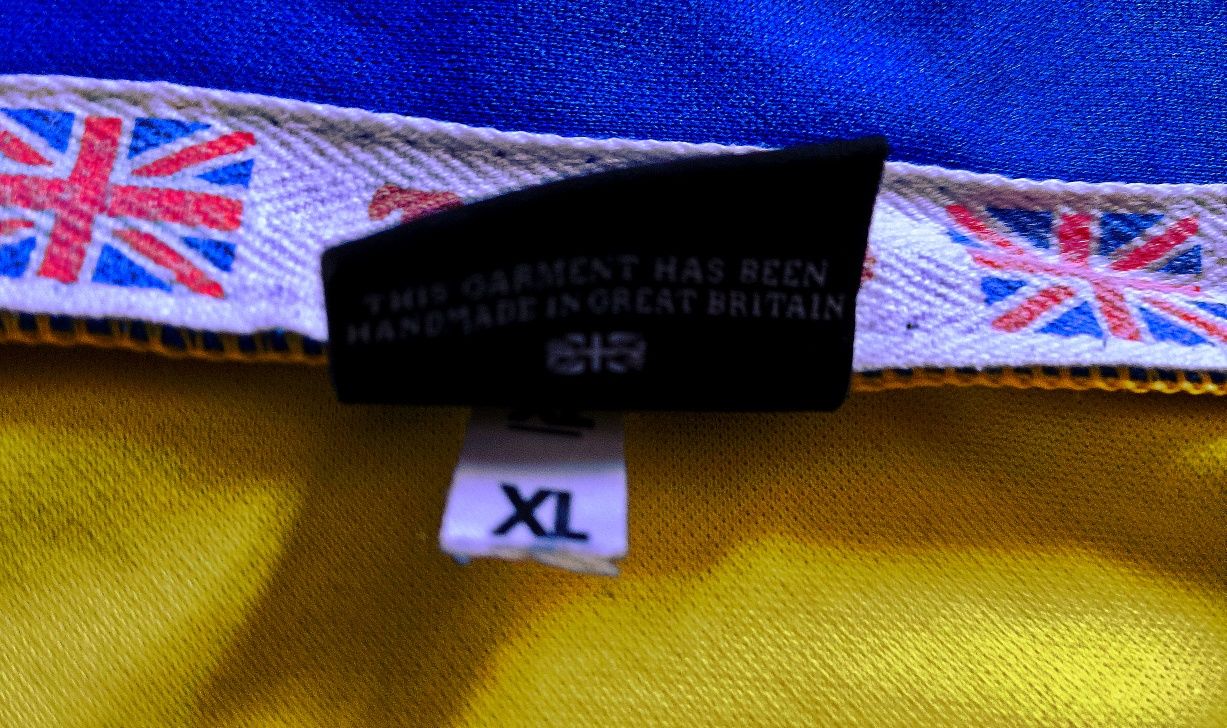 THIS GARMENT HAS BEEN
HANDMADE IN GREAT BRITAIN
XL